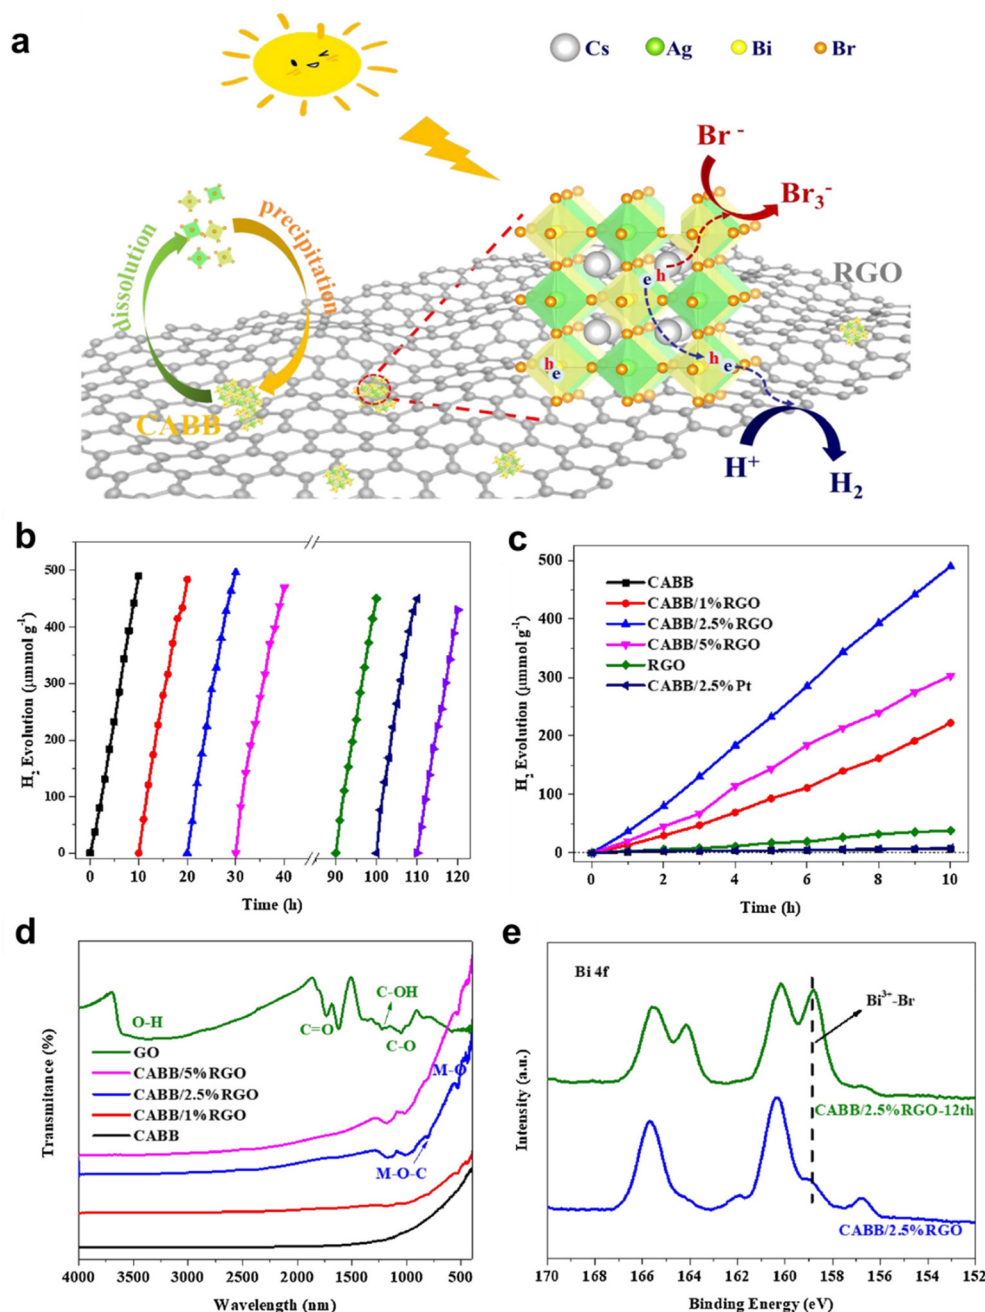 a
Cs
Ag
Bi
Br
Br -
Br3-
dissolution
precipitation
RGO
e h
h e
h
e
CABB
H+
H2
b
H2 Evolution (μmmol g-1)
500
400
300
200
100
0
0 10 20 30 40 90 100 110 120
Time (h)
c
H2 Evolution (μmmol g-1)
500
400
300
200
100
0
CABB
CABB/1%RGO
CABB/2.5%RGO
CABB/5%RGO
RGO
CABB/2.5%Pt
0 2 4 6 8 10
Time (h)
d
Transmitance (%)
O-H
C=O
C-OH
C-O
GO
CABB/5%RGO
CABB/2.5%RGO
CABB/1%RGO
CABB
M-O
M-O-C
4000 3500 3000 2500 2000 1500 1000 500
Wavelength (nm)
e
Intensity (a.u.)
Bi 4f
Bi3+-Br
CABB/2.5%RGO-12th
CABB/2.5%RGO
170 168 166 164 162 160 158 156 154 152
Binding Energy (eV)